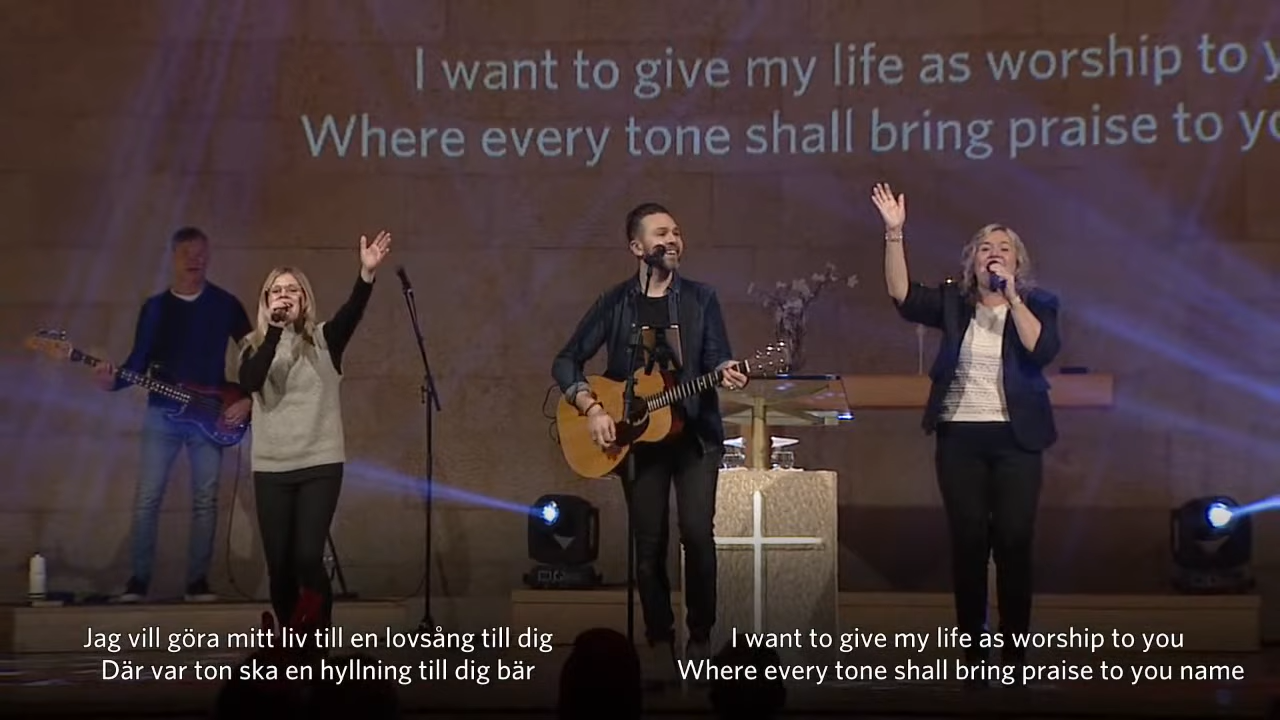 I want to give my life as worship to y
Where every tone shall bring praise to yo
Jag vill göra mitt liv till en lovsång till dig
Där var ton ska en hyllning till dig bär
I want to give my life as worship to you
Where every tone shall bring praise to you name